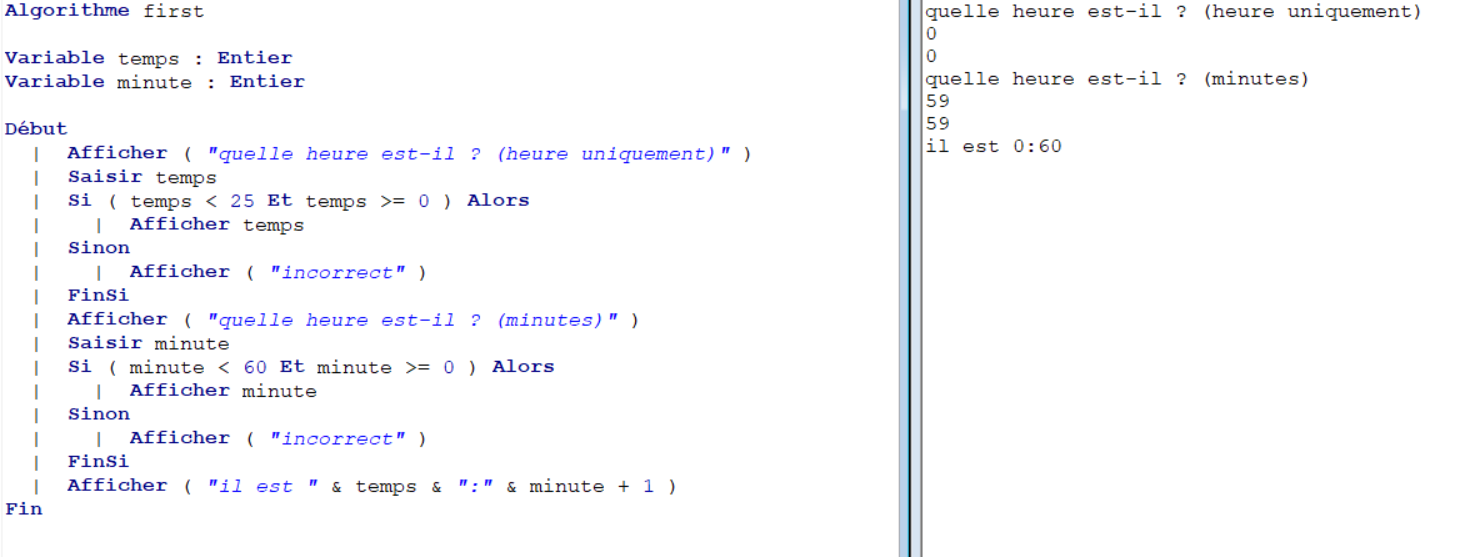 Algorithme first
Variable temps : Entier
Variable minute : Entier
Début
| Afficher ( "quelle heure est-il ? (heure uniquement)" )
| Saisir temps
| Si ( temps < 25 Et temps >= 0 ) Alors
| | Afficher temps
| Sinon
| | Afficher ( "incorrect" )
| FinSi
| Afficher ( "quelle heure est-il ? (minutes)" )
| Saisir minute
| Si ( minute < 60 Et minute >= 0 ) Alors
| | Afficher minute
| Sinon
| | Afficher ( "incorrect" )
| FinSi
| Afficher ( "il est " & temps & ":" & minute + 1 )
Fin
quelle heure est-il ? (heure uniquement)
0
0
quelle heure est-il ? (minutes)
59
59
il est 0:60